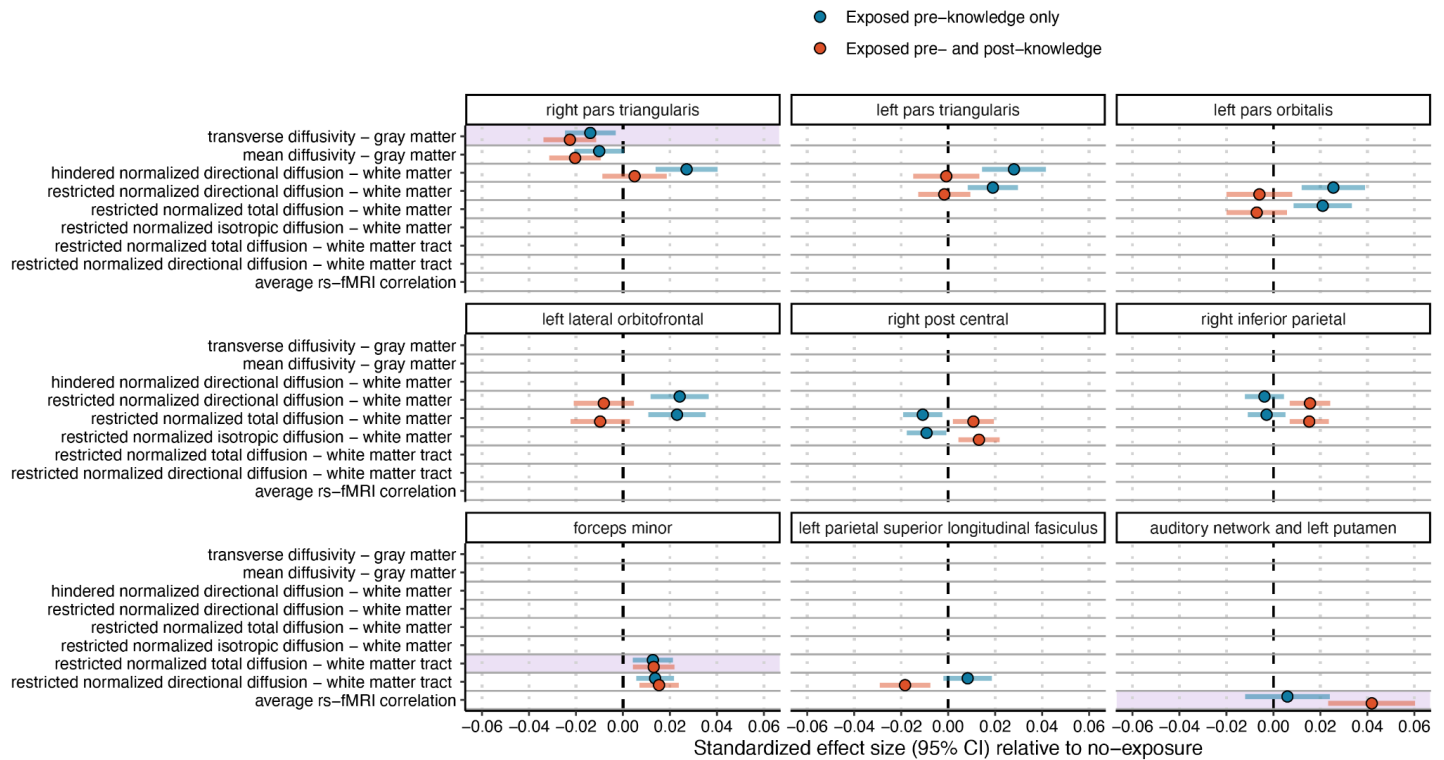 Exposed pre−knowledge only
Exposed pre− and post−knowledge
right pars triangularis
left pars triangularis
left pars orbitalis
transverse diffusivity − gray matter
mean diffusivity − gray matter
hindered normalized directional diffusion − white matter
restricted normalized directional diffusion − white matter
restricted normalized total diffusion − white matter
restricted normalized isotropic diffusion − white matter
restricted normalized total diffusion − white matter tract
restricted normalized directional diffusion − white matter tract
average rs−fMRI correlation
left lateral orbitofrontal
right post central
right inferior parietal
transverse diffusivity − gray matter
mean diffusivity − gray matter
hindered normalized directional diffusion − white matter
restricted normalized directional diffusion − white matter
restricted normalized total diffusion − white matter
restricted normalized isotropic diffusion − white matter
restricted normalized total diffusion − white matter tract
restricted normalized directional diffusion − white matter tract
average rs−fMRI correlation
forceps minor
left parietal superior longitudinal fasiculus
auditory network and left putamen
transverse diffusivity − gray matter
mean diffusivity − gray matter
hindered normalized directional diffusion − white matter
restricted normalized directional diffusion − white matter
restricted normalized total diffusion − white matter
restricted normalized isotropic diffusion − white matter
restricted normalized total diffusion − white matter tract
restricted normalized directional diffusion − white matter tract
average rs−fMRI correlation
−0.06 −0.04 −0.02 0.00 0.02 0.04 0.06
−0.06 −0.04 −0.02 0.00 0.02 0.04 0.06
−0.06 −0.04 −0.02 0.00 0.02 0.04 0.06
Standardized effect size (95% CI) relative to no−exposure